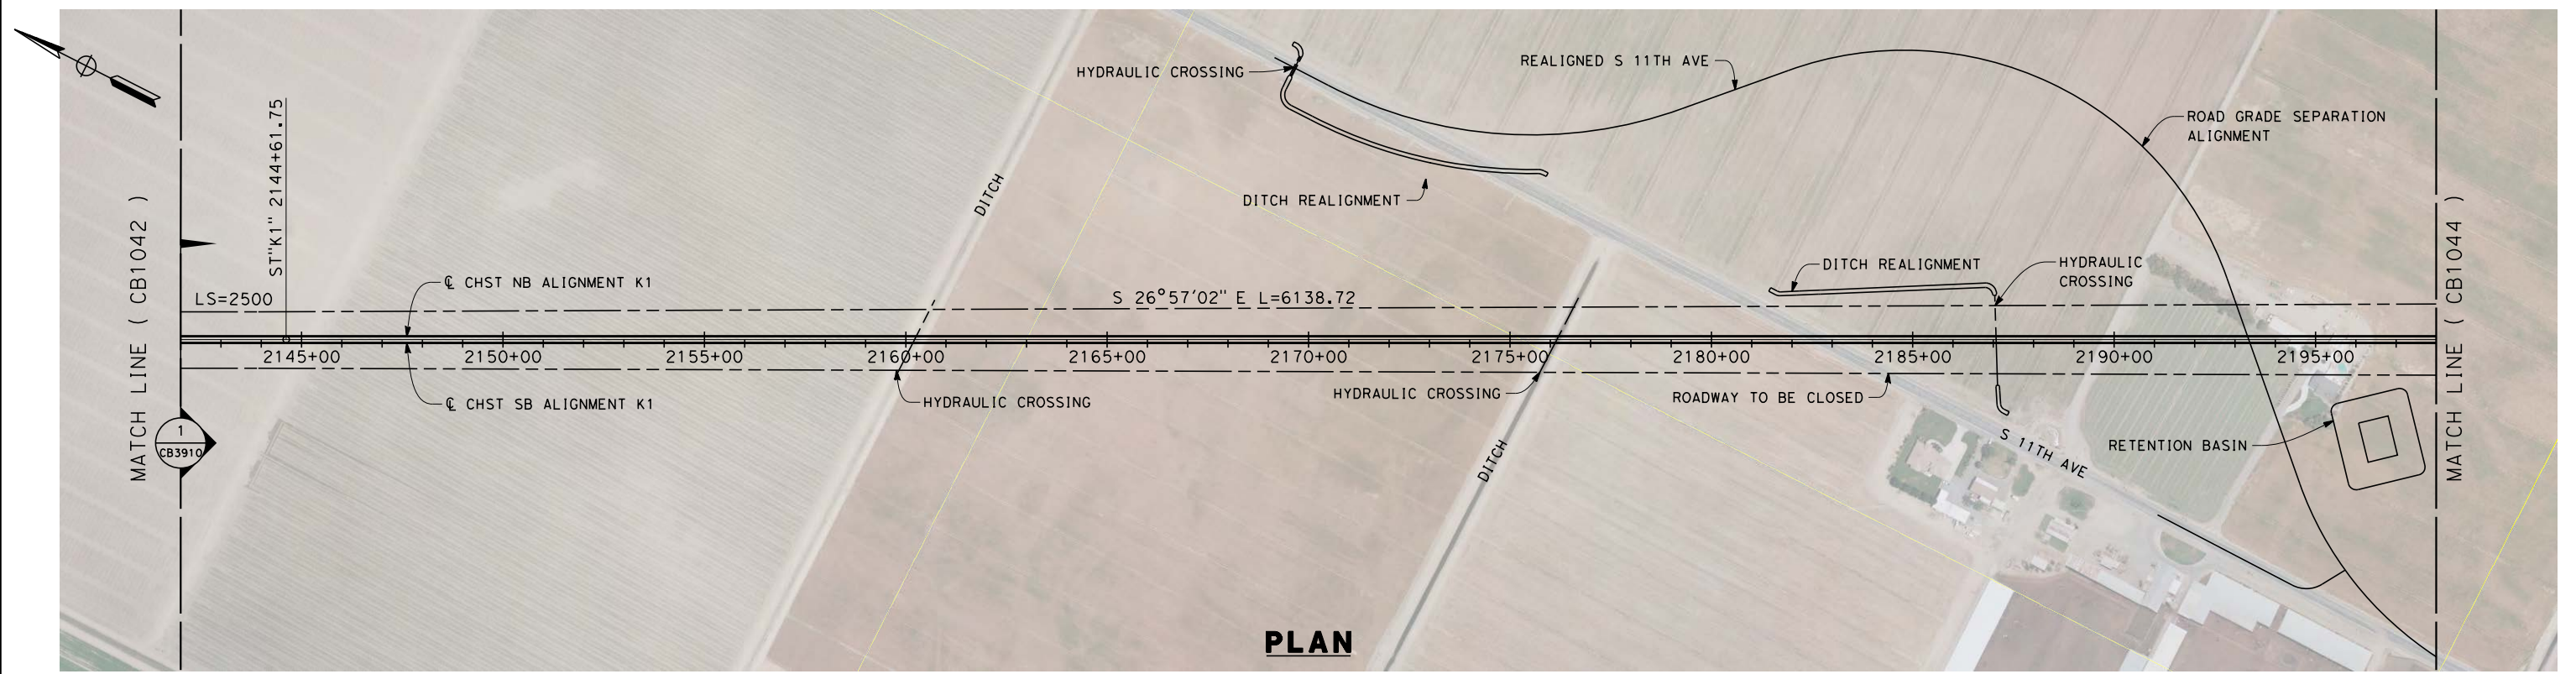 HYDRAULIC CROSSING
REALIGNED S 11TH AVE
ROAD GRADE SEPARATION
ALIGNMENT
ST"K1" 2144+61.75
DITCH
DITCH REALIGNMENT
MATCH LINE ( CB1042 )
MATCH LINE ( CB1044 )
℄ CHST NB ALIGNMENT K1
DITCH REALIGNMENT
HYDRAULIC
CROSSING
LS=2500
S 26°57'02" E L=6138.72
2145+00
2150+00
2155+00
2160+00
2165+00
2170+00
2175+00
2180+00
2185+00
2190+00
2195+00
℄ CHST SB ALIGNMENT K1
HYDRAULIC CROSSING
HYDRAULIC CROSSING
ROADWAY TO BE CLOSED
1
CB3910
DITCH
S 11TH AVE
RETENTION BASIN
PLAN